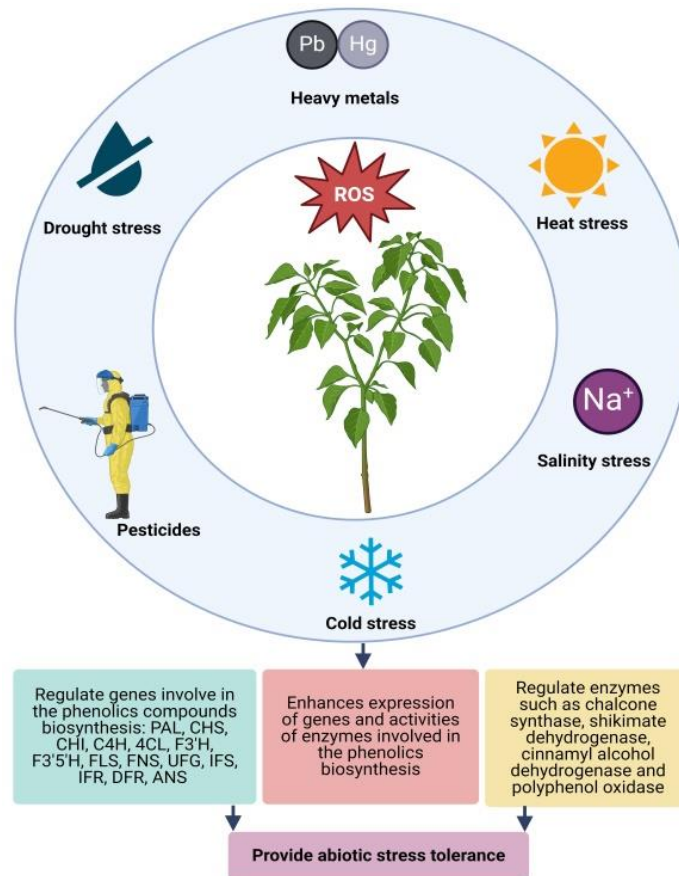 Pb
Hg
Heavy metals
ROS
Drought stress
Heat stress
Na⁺
Salinity stress
Pesticides
Cold stress
Regulate genes involve in
the phenolics compounds
biosynthesis: PAL, CHS,
CHI, C4H, 4CL, F3'H,
F3'5'H, FLS, FNS, UFG, IFS,
IFR, DFR, ANS
Enhances expression
of genes and activities
of enzymes involved in
the phenolics
biosynthesis
Regulate enzymes
such as chalcone
synthase, shikimate
dehydrogenase,
cinnamyl alcohol
dehydrogenase and
polyphenol oxidase
Provide abiotic stress tolerance